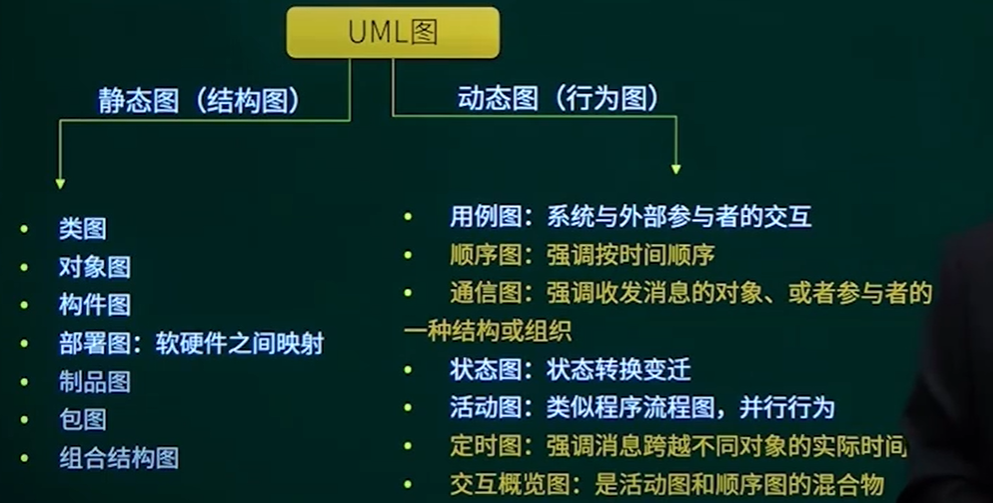 UML图
静态图（结构图）
动态图（行为图）
类图
对象图
构件图
部署图：软硬件之间映射
制品图
包图
组合结构图
用例图：系统与外部参与者的交互
顺序图：强调按时间顺序
通信图：强调收发消息的对象、或者参与者的
一种结构或组织
状态图：状态转换变迁
活动图：类似程序流程图，并行行为
定时图：强调消息跨越不同对象的实际时间
交互概览图：是活动图和顺序图的混合物